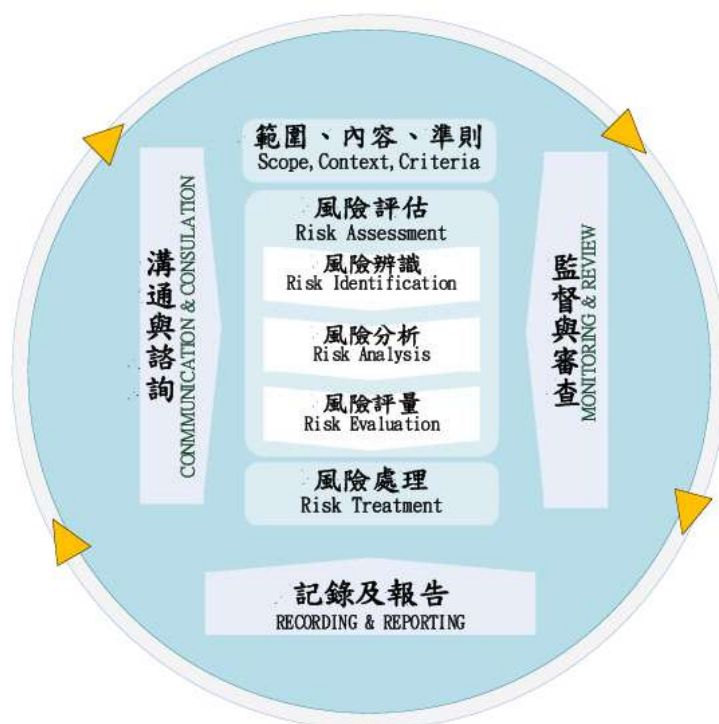 範圍、內容、準則
Scope, Context, Criteria
風險評估
Risk Assessment
風險辨識
Risk Identification
風險分析
Risk Analysis
風險評量
Risk Evaluation
風險處理
Risk Treatment
溝通與諮詢
CONMMUNICATION & CONSULATION
監督與審查
MONITORING & REVIEW
記錄及報告
RECORDING & REPORTING